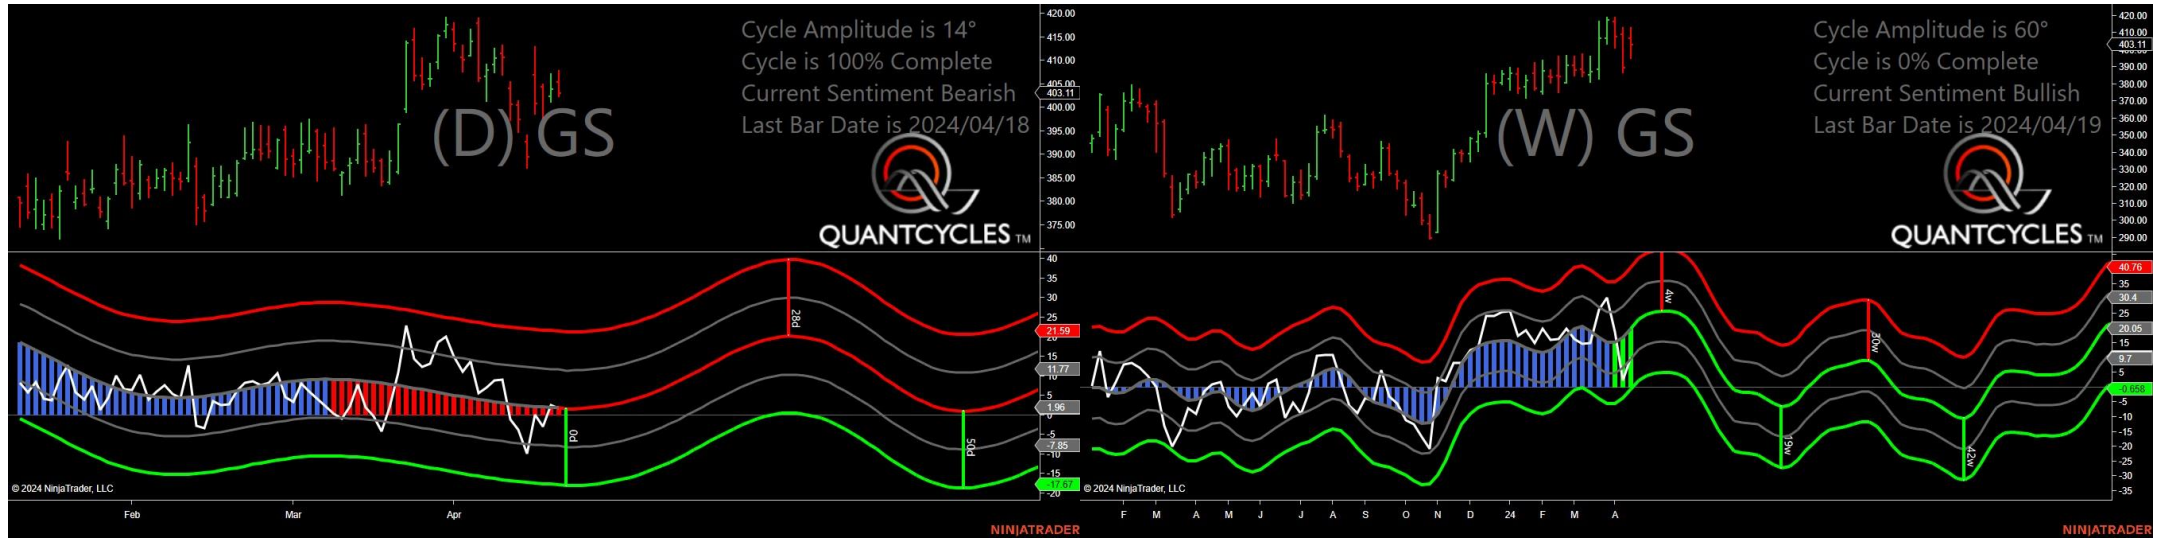 Cycle Amplitude is 14°
Cycle is 100% Complete
Current Sentiment Bearish
Last Bar Date is 2024/04/18
(D) GS
QUANTCYCLES TM
420.00
415.00
410.00
405.00
403.11
400.00
395.00
390.00
385.00
380.00
375.00
40
35
30
25
21.59
20
15
11.77
10
5
1.96
0
-5
-7.85
-10
-15
-17.67
-20
28d
0d
50d
© 2024 NinjaTrader, LLC
Feb
Mar
Apr
NINJATRADER
Cycle Amplitude is 60°
Cycle is 0% Complete
Current Sentiment Bullish
Last Bar Date is 2024/04/19
(W) GS
QUANTCYCLES TM
420.00
410.00
403.11
390.00
380.00
370.00
360.00
350.00
340.00
330.00
320.00
310.00
300.00
290.00
40.76
35
30.4
25
20.05
15
9.7
5
-0.658
-5
-10
-15
-20
-25
-30
-35
4w
19w
30w
42w
© 2024 NinjaTrader, LLC
F
M
A
M
J
J
A
S
O
N
D
24
F
M
A
NINJATRADER